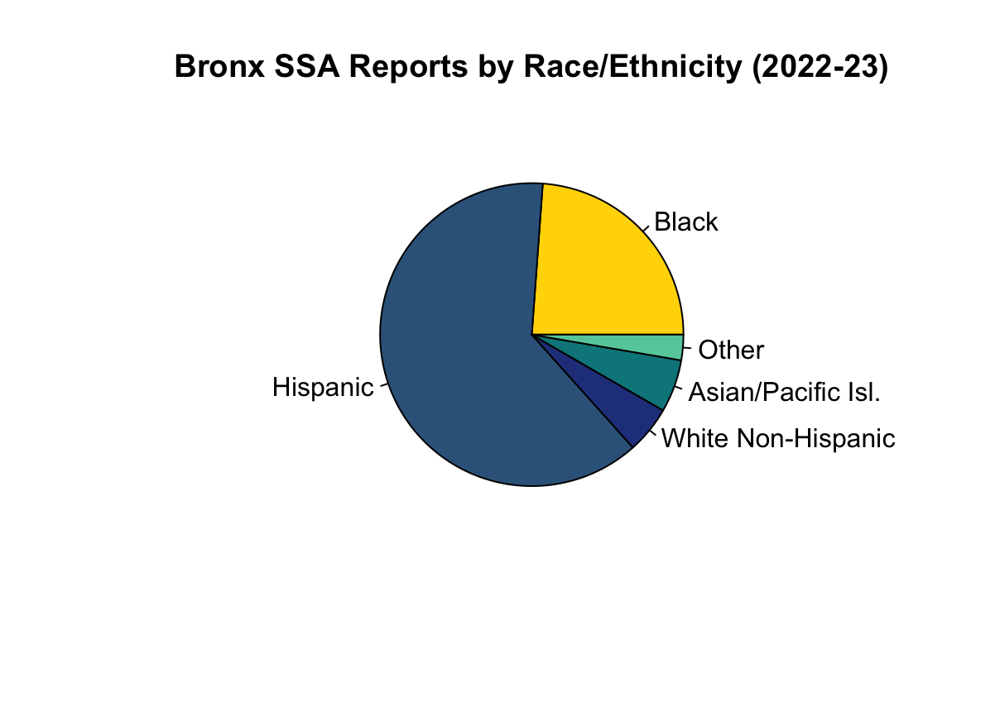 Bronx SSA Reports by Race/Ethnicity (2022-23)
Black
Other
Hispanic
Asian/Pacific Isl.
White Non-Hispanic